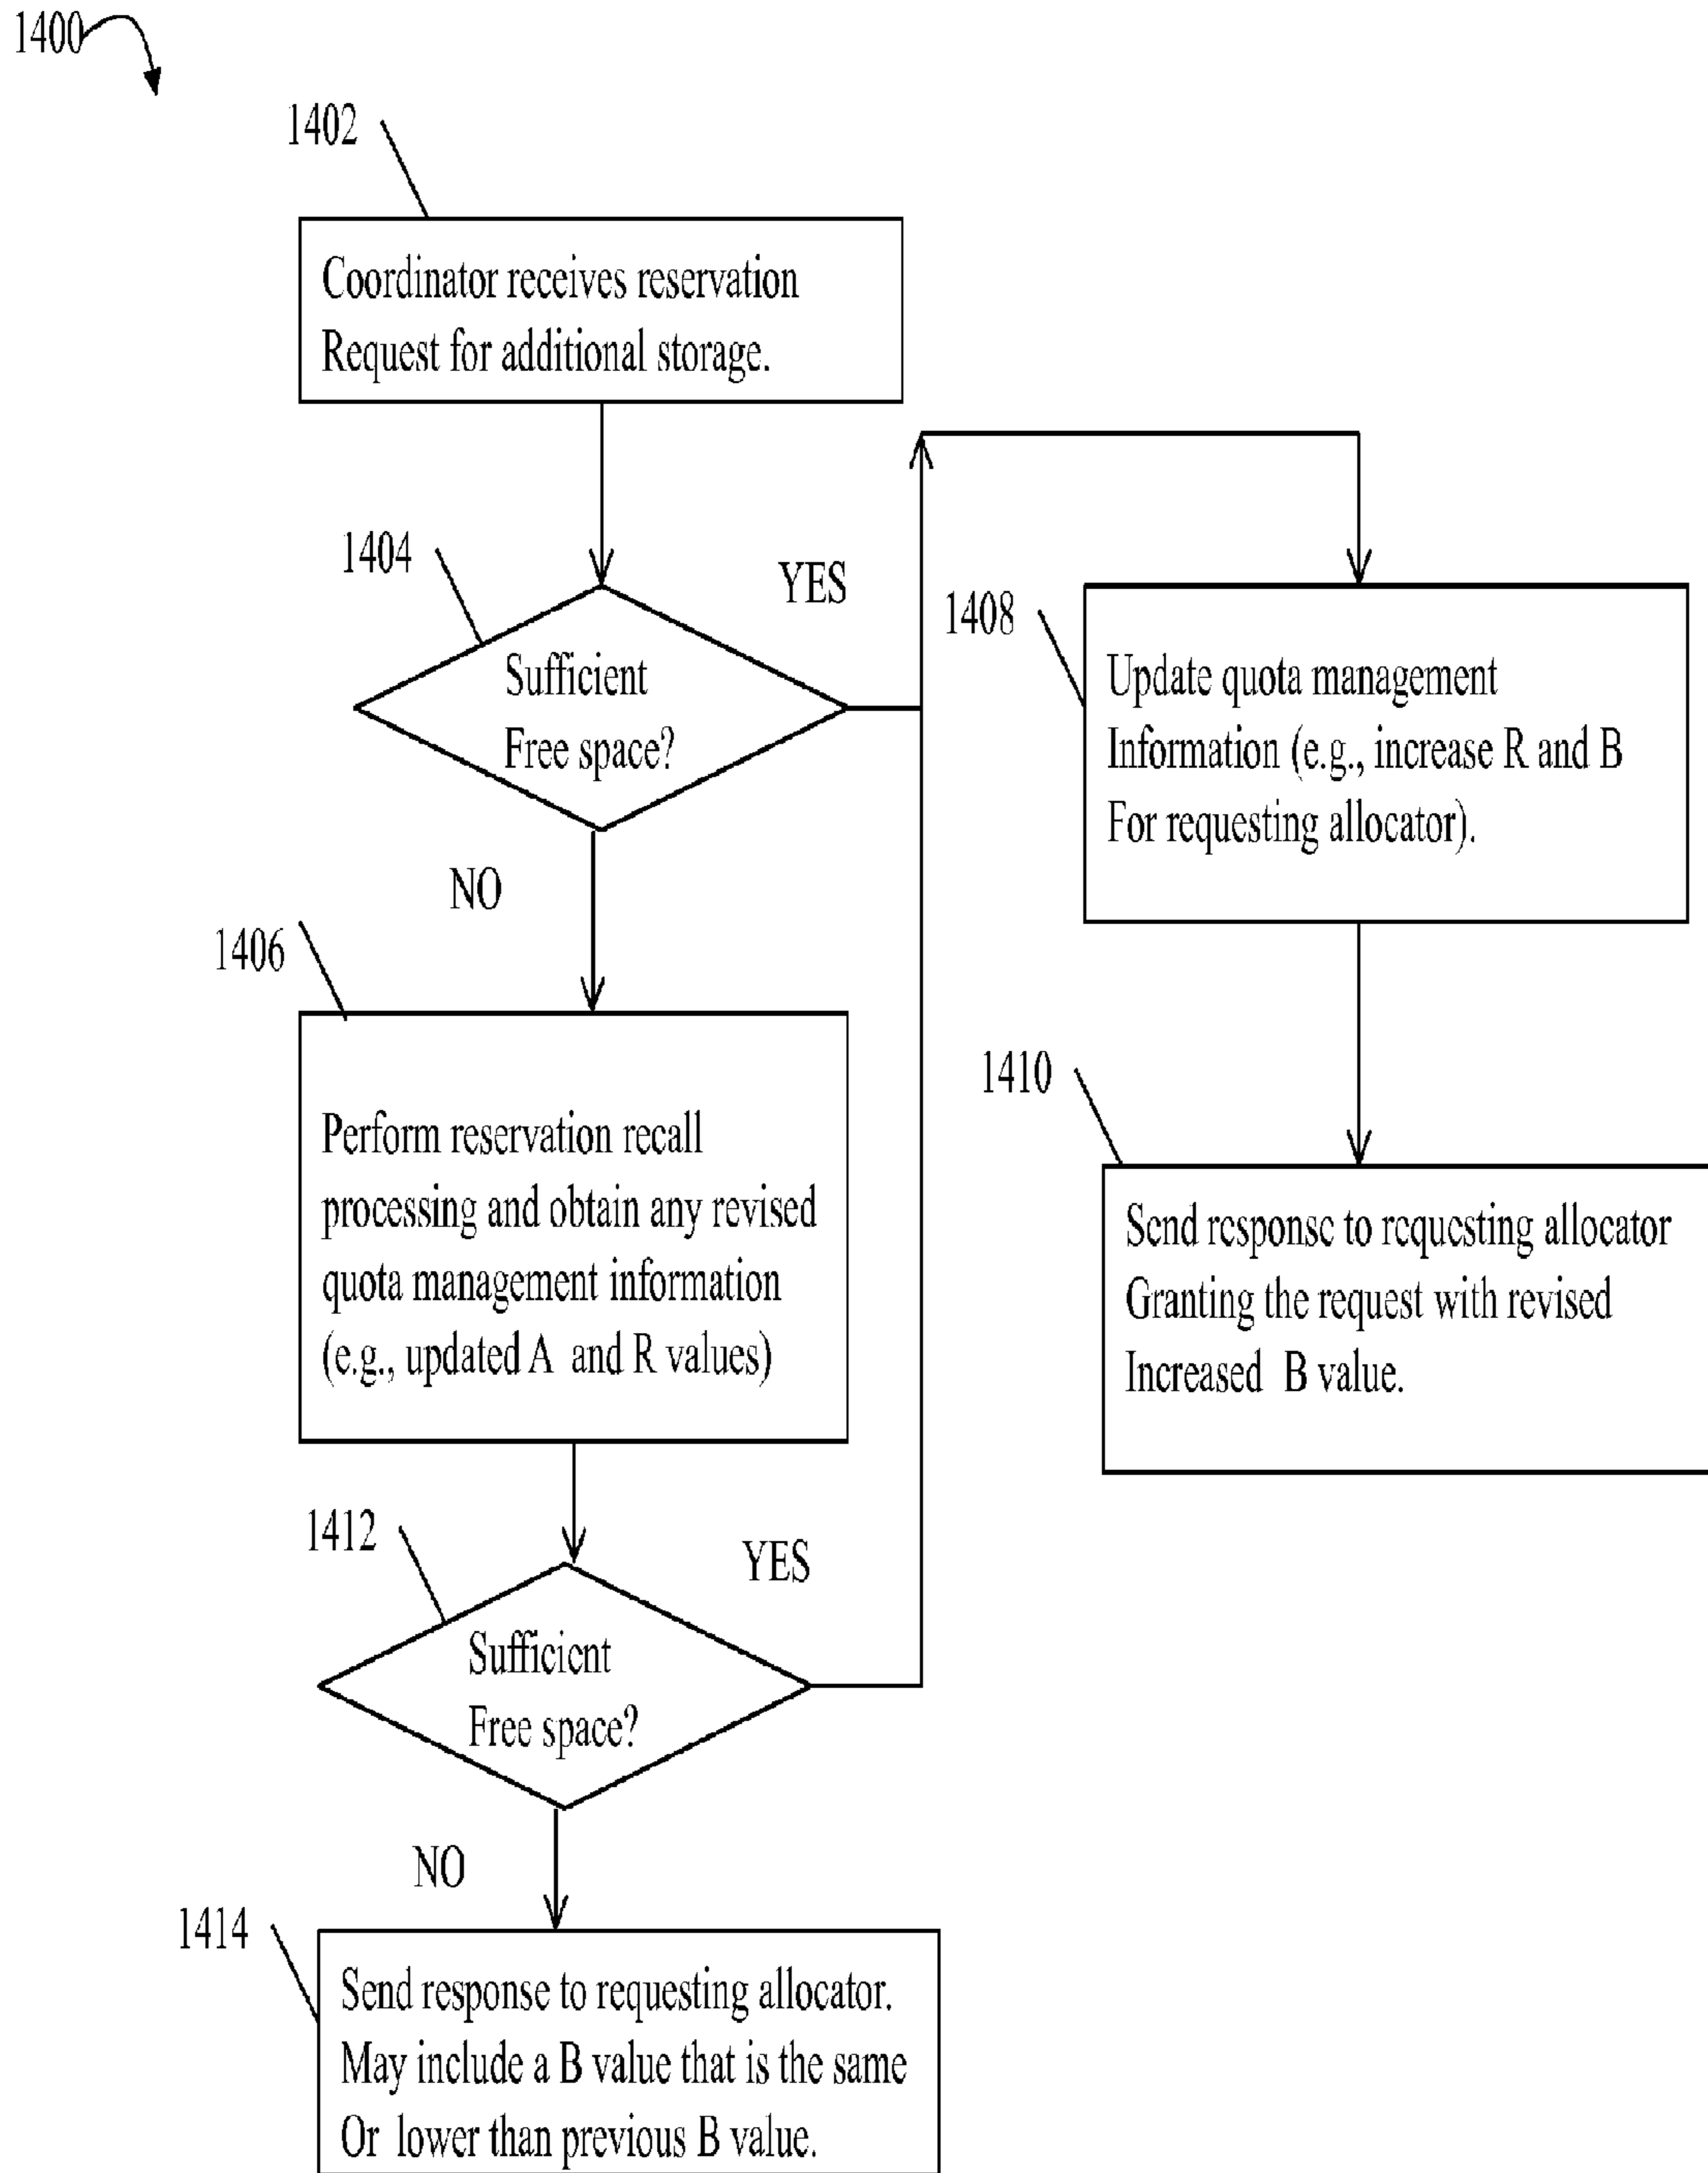 1400
1402
Coordinator receives reservation
Request for additional storage.
1404
YES
Sufficient
Free space?
NO
1408
Update quota management
Information (e.g., increase R and B
For requesting allocator).
1406
Perform reservation recall
processing and obtain any revised
quota management information
(e.g., updated A and R values)
1410
Send response to requesting allocator
Granting the request with revised
Increased B value.
1412
YES
Sufficient
Free space?
NO
1414
Send response to requesting allocator.
May include a B value that is the same
Or lower than previous B value.